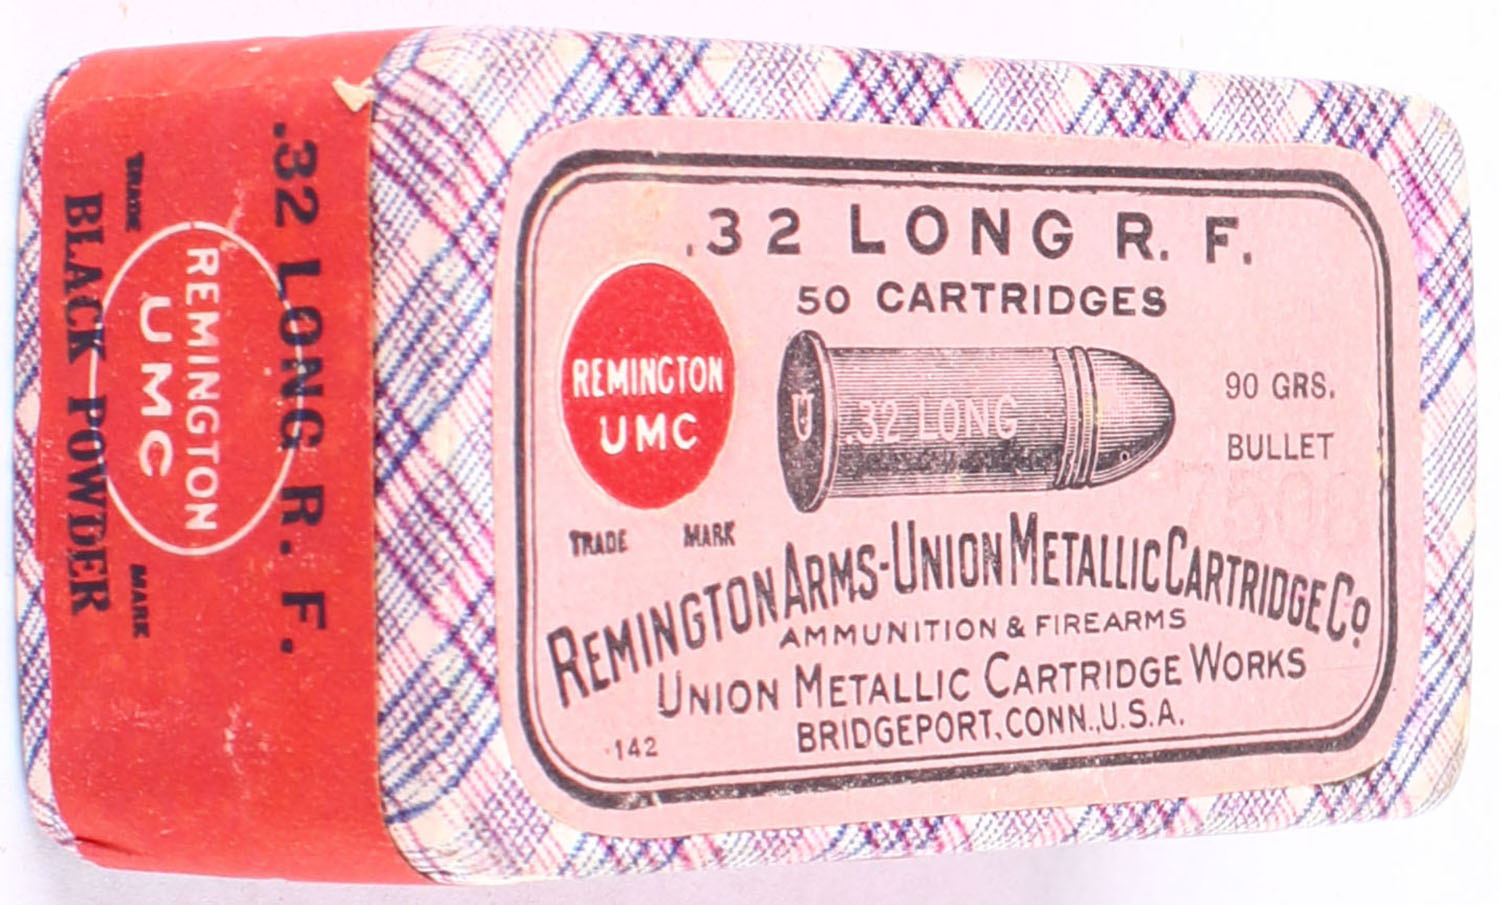 .32 LONG R. F.
50 CARTRIDGES
REMINGTON
UMC
TRADE MARK
U
.32 LONG
90 GRS.
BULLET
REMINGTON ARMS-UNION METALLIC CARTRIDGE CO
AMMUNITION & FIREARMS
UNION METALLIC CARTRIDGE WORKS
BRIDGEPORT, CONN., U.S.A.
142
.32 LONG R. F.
REMINGTON
UMC
TRADE MARK
BLACK POWDER